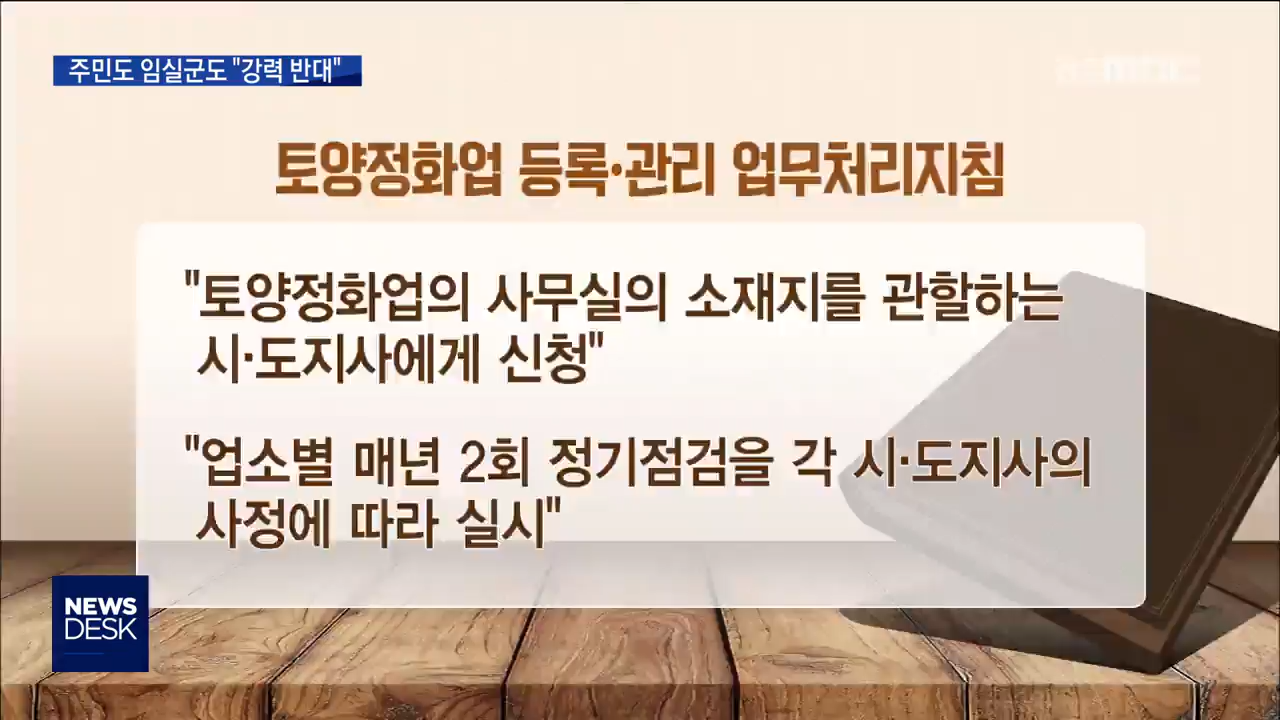 주민도 임실군도 "강력 반대"
토양정화업 등록·관리 업무처리지침
"토양정화업의 사무실의 소재지를 관할하는
시·도지사에게 신청"
"업소별 매년 2회 정기점검을 각 시·도지사의
사정에 따라 실시"
NEWS
DESK